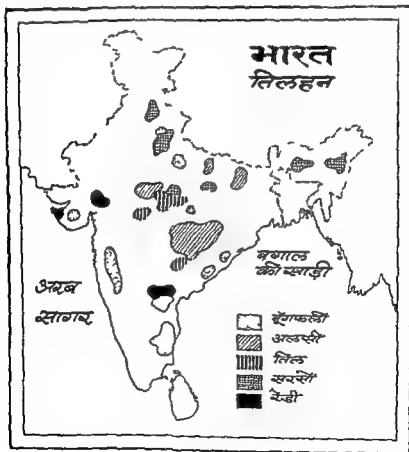 भारत
तिलहन
बंगाल
की खाड़ी
अरब
सागर
मूँगफली
अलसी
तिल
सरसों
रेंडी